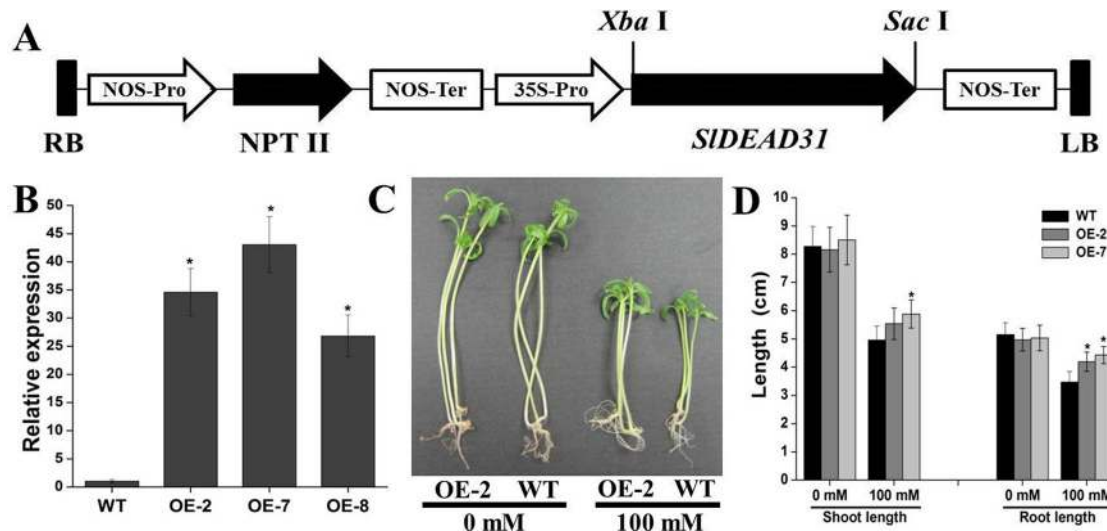 A
Xba I
Sac I
NOS-Pro
NOS-Ter
35S-Pro
NOS-Ter
RB
NPT II
SlDEAD31
LB
B
Relative expression
50
45
40
35
30
25
20
15
10
5
0
*
*
*
WT
OE-2
OE-7
OE-8
C
OE-2
WT
OE-2
WT
0 mM
100 mM
D
Length (cm)
10
9
8
7
6
5
4
3
2
1
0
WT
OE-2
OE-7
*
*
*
0 mM
100 mM
0 mM
100 mM
Shoot length
Root length